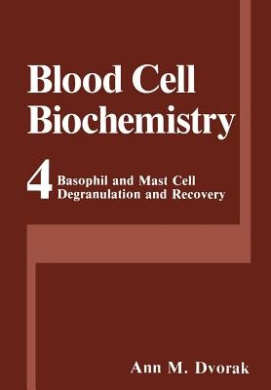 Blood Cell
Biochemistry
4 Basophil and Mast Cell
Degranulation and Recovery
Ann M. Dvorak